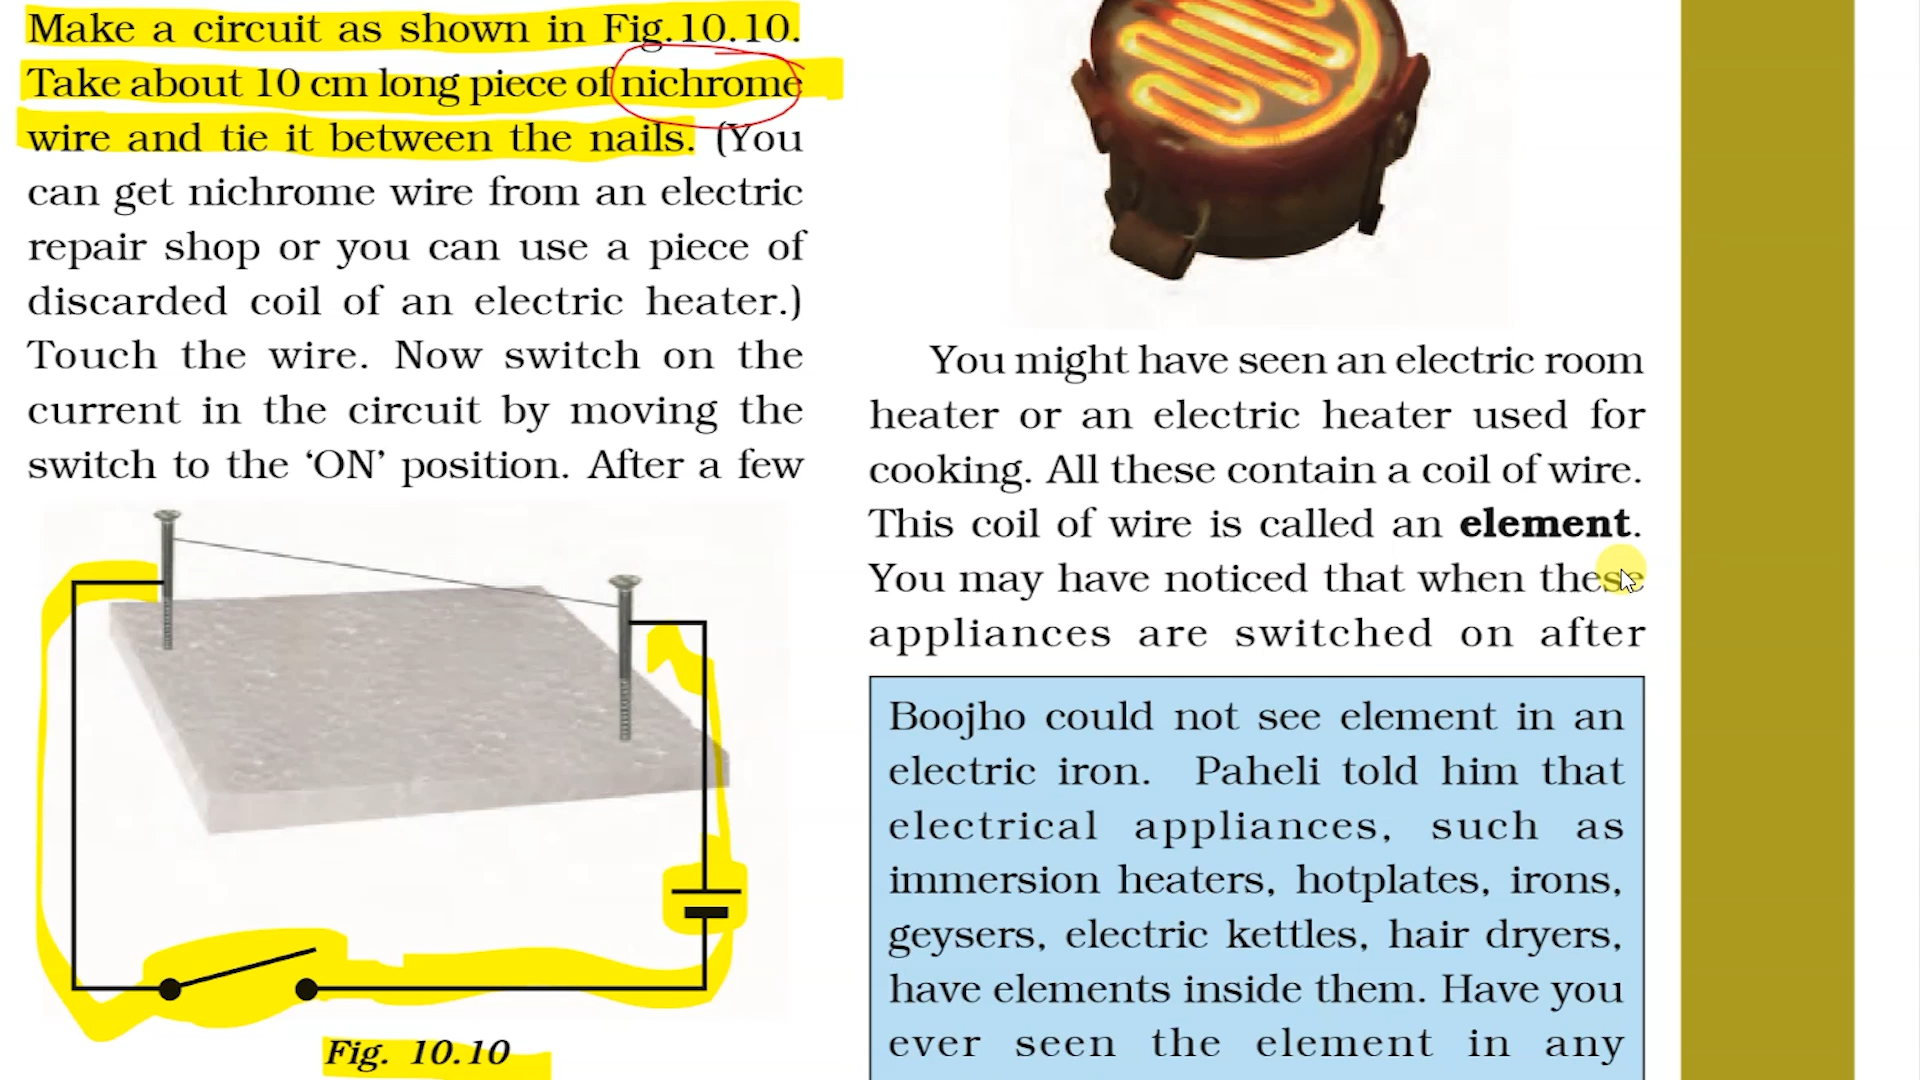 Make a circuit as shown in Fig.10.10.
Take about 10 cm long piece of nichrome
wire and tie it between the nails. (You
can get nichrome wire from an electric
repair shop or you can use a piece of
discarded coil of an electric heater.)
Touch the wire. Now switch on the
current in the circuit by moving the
switch to the ‘ON’ position. After a few
Fig. 10.10
You might have seen an electric room
heater or an electric heater used for
cooking. All these contain a coil of wire.
This coil of wire is called an element.
You may have noticed that when these
appliances are switched on after
Boojho could not see element in an
electric iron. Paheli told him that
electrical appliances, such as
immersion heaters, hotplates, irons,
geysers, electric kettles, hair dryers,
have elements inside them. Have you
ever seen the element in any